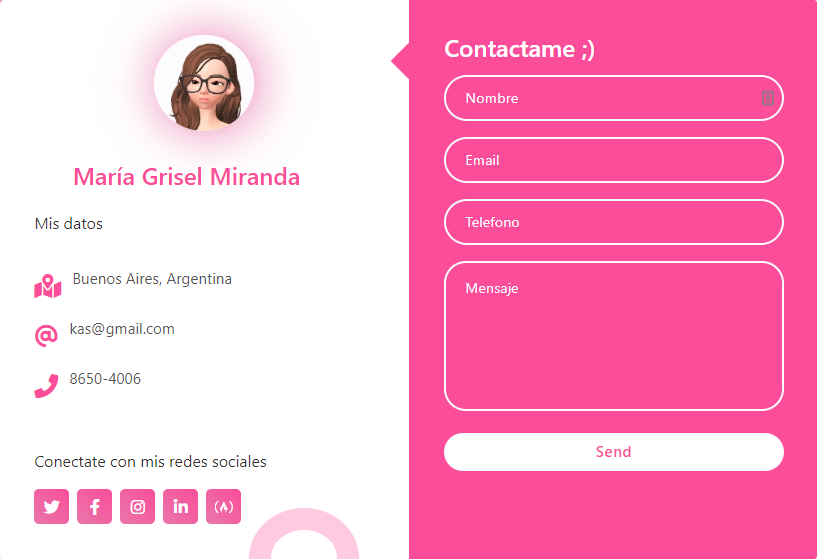 María Grisel Miranda
Mis datos
Buenos Aires, Argentina
kas@gmail.com
8650-4006
Conectate con mis redes sociales
Contactame ;)
Nombre
Email
Telefono
Mensaje
Send